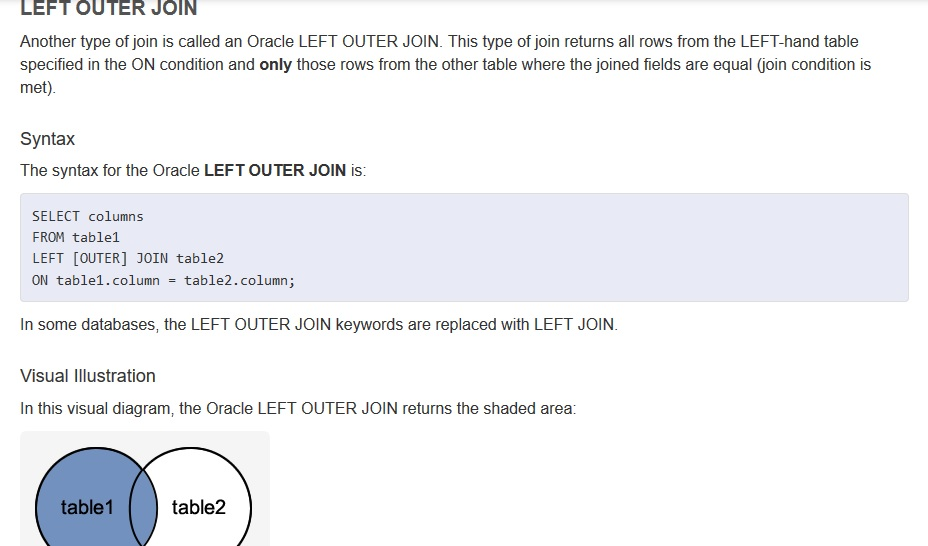 LEFT OUTER JOIN
Another type of join is called an Oracle LEFT OUTER JOIN. This type of join returns all rows from the LEFT-hand table
specified in the ON condition and only those rows from the other table where the joined fields are equal (join condition is
met).
Syntax
The syntax for the Oracle LEFT OUTER JOIN is:
SELECT columns
FROM table1
LEFT [OUTER] JOIN table2
ON table1.column = table2.column;
In some databases, the LEFT OUTER JOIN keywords are replaced with LEFT JOIN.
Visual Illustration
In this visual diagram, the Oracle LEFT OUTER JOIN returns the shaded area:
table1 table2